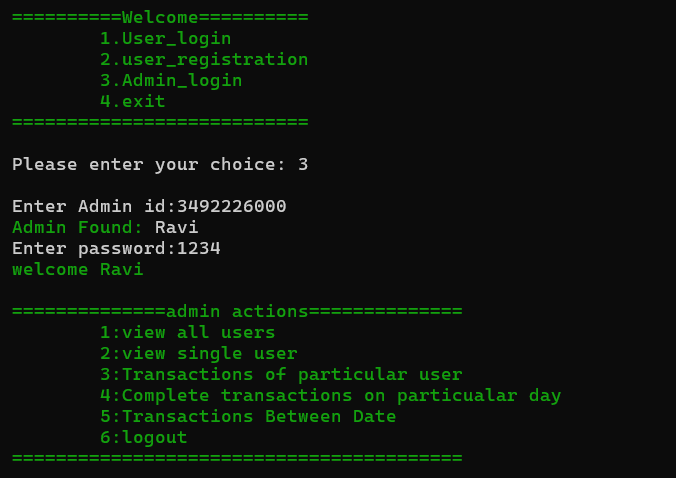 ==========Welcome==========
1.User_login
2.user_registration
3.Admin_login
4.exit
===========================
Please enter your choice: 3
Enter Admin id:3492226000
Admin Found: Ravi
Enter password:1234
welcome Ravi
==============admin actions==============
1:view all users
2:view single user
3:Transactions of particular user
4:Complete transactions on particualar day
5:Transactions Between Date
6:logout
=========================================